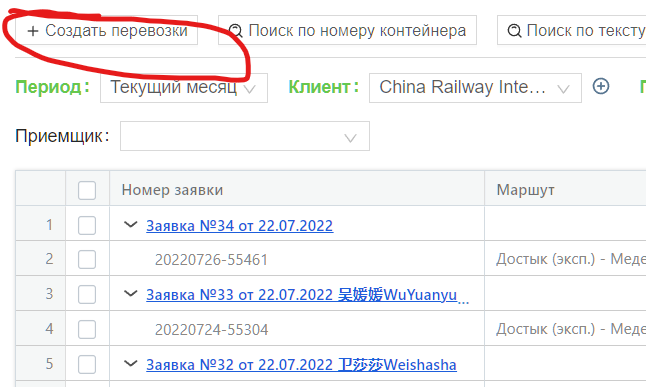 + Создать перевозки Поиск по номеру контейнера Поиск по тексту
Период: Текущий месяц Клиент: China Railway Inte...
Приемщик:
Номер заявки Маршут
1 Заявка №34 от 22.07.2022
2 20220726-55461 Достык (эксп.) - Меде
3 Заявка №33 от 22.07.2022 吴媛媛WuYuanyu...
4 20220724-55304 Достык (эксп.) - Меде
5 Заявка №32 от 22.07.2022 卫莎莎Weishasha